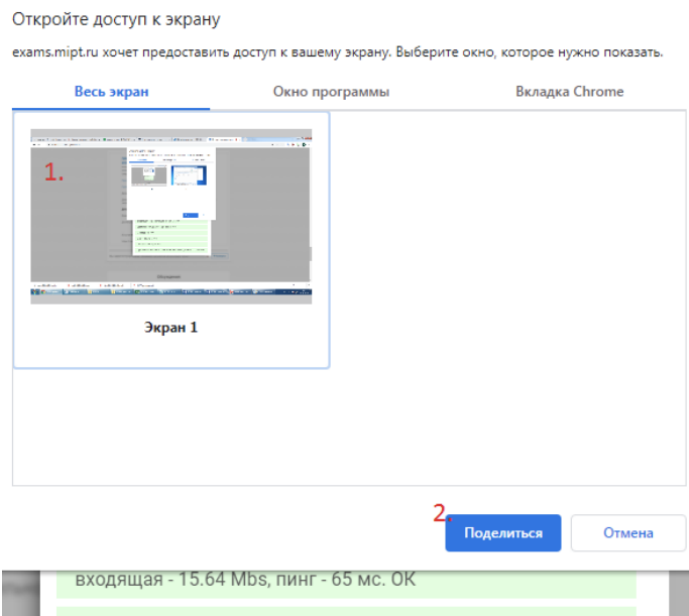 Откройте доступ к экрану
exams.mipt.ru хочет предоставить доступ к вашему экрану. Выберите окно, которое нужно показать.
Весь экран Окно программы Вкладка Chrome
1.
Экран 1
2.
Поделиться Отмена
входящая - 15.64 Mbs, пинг - 65 мс. ОК